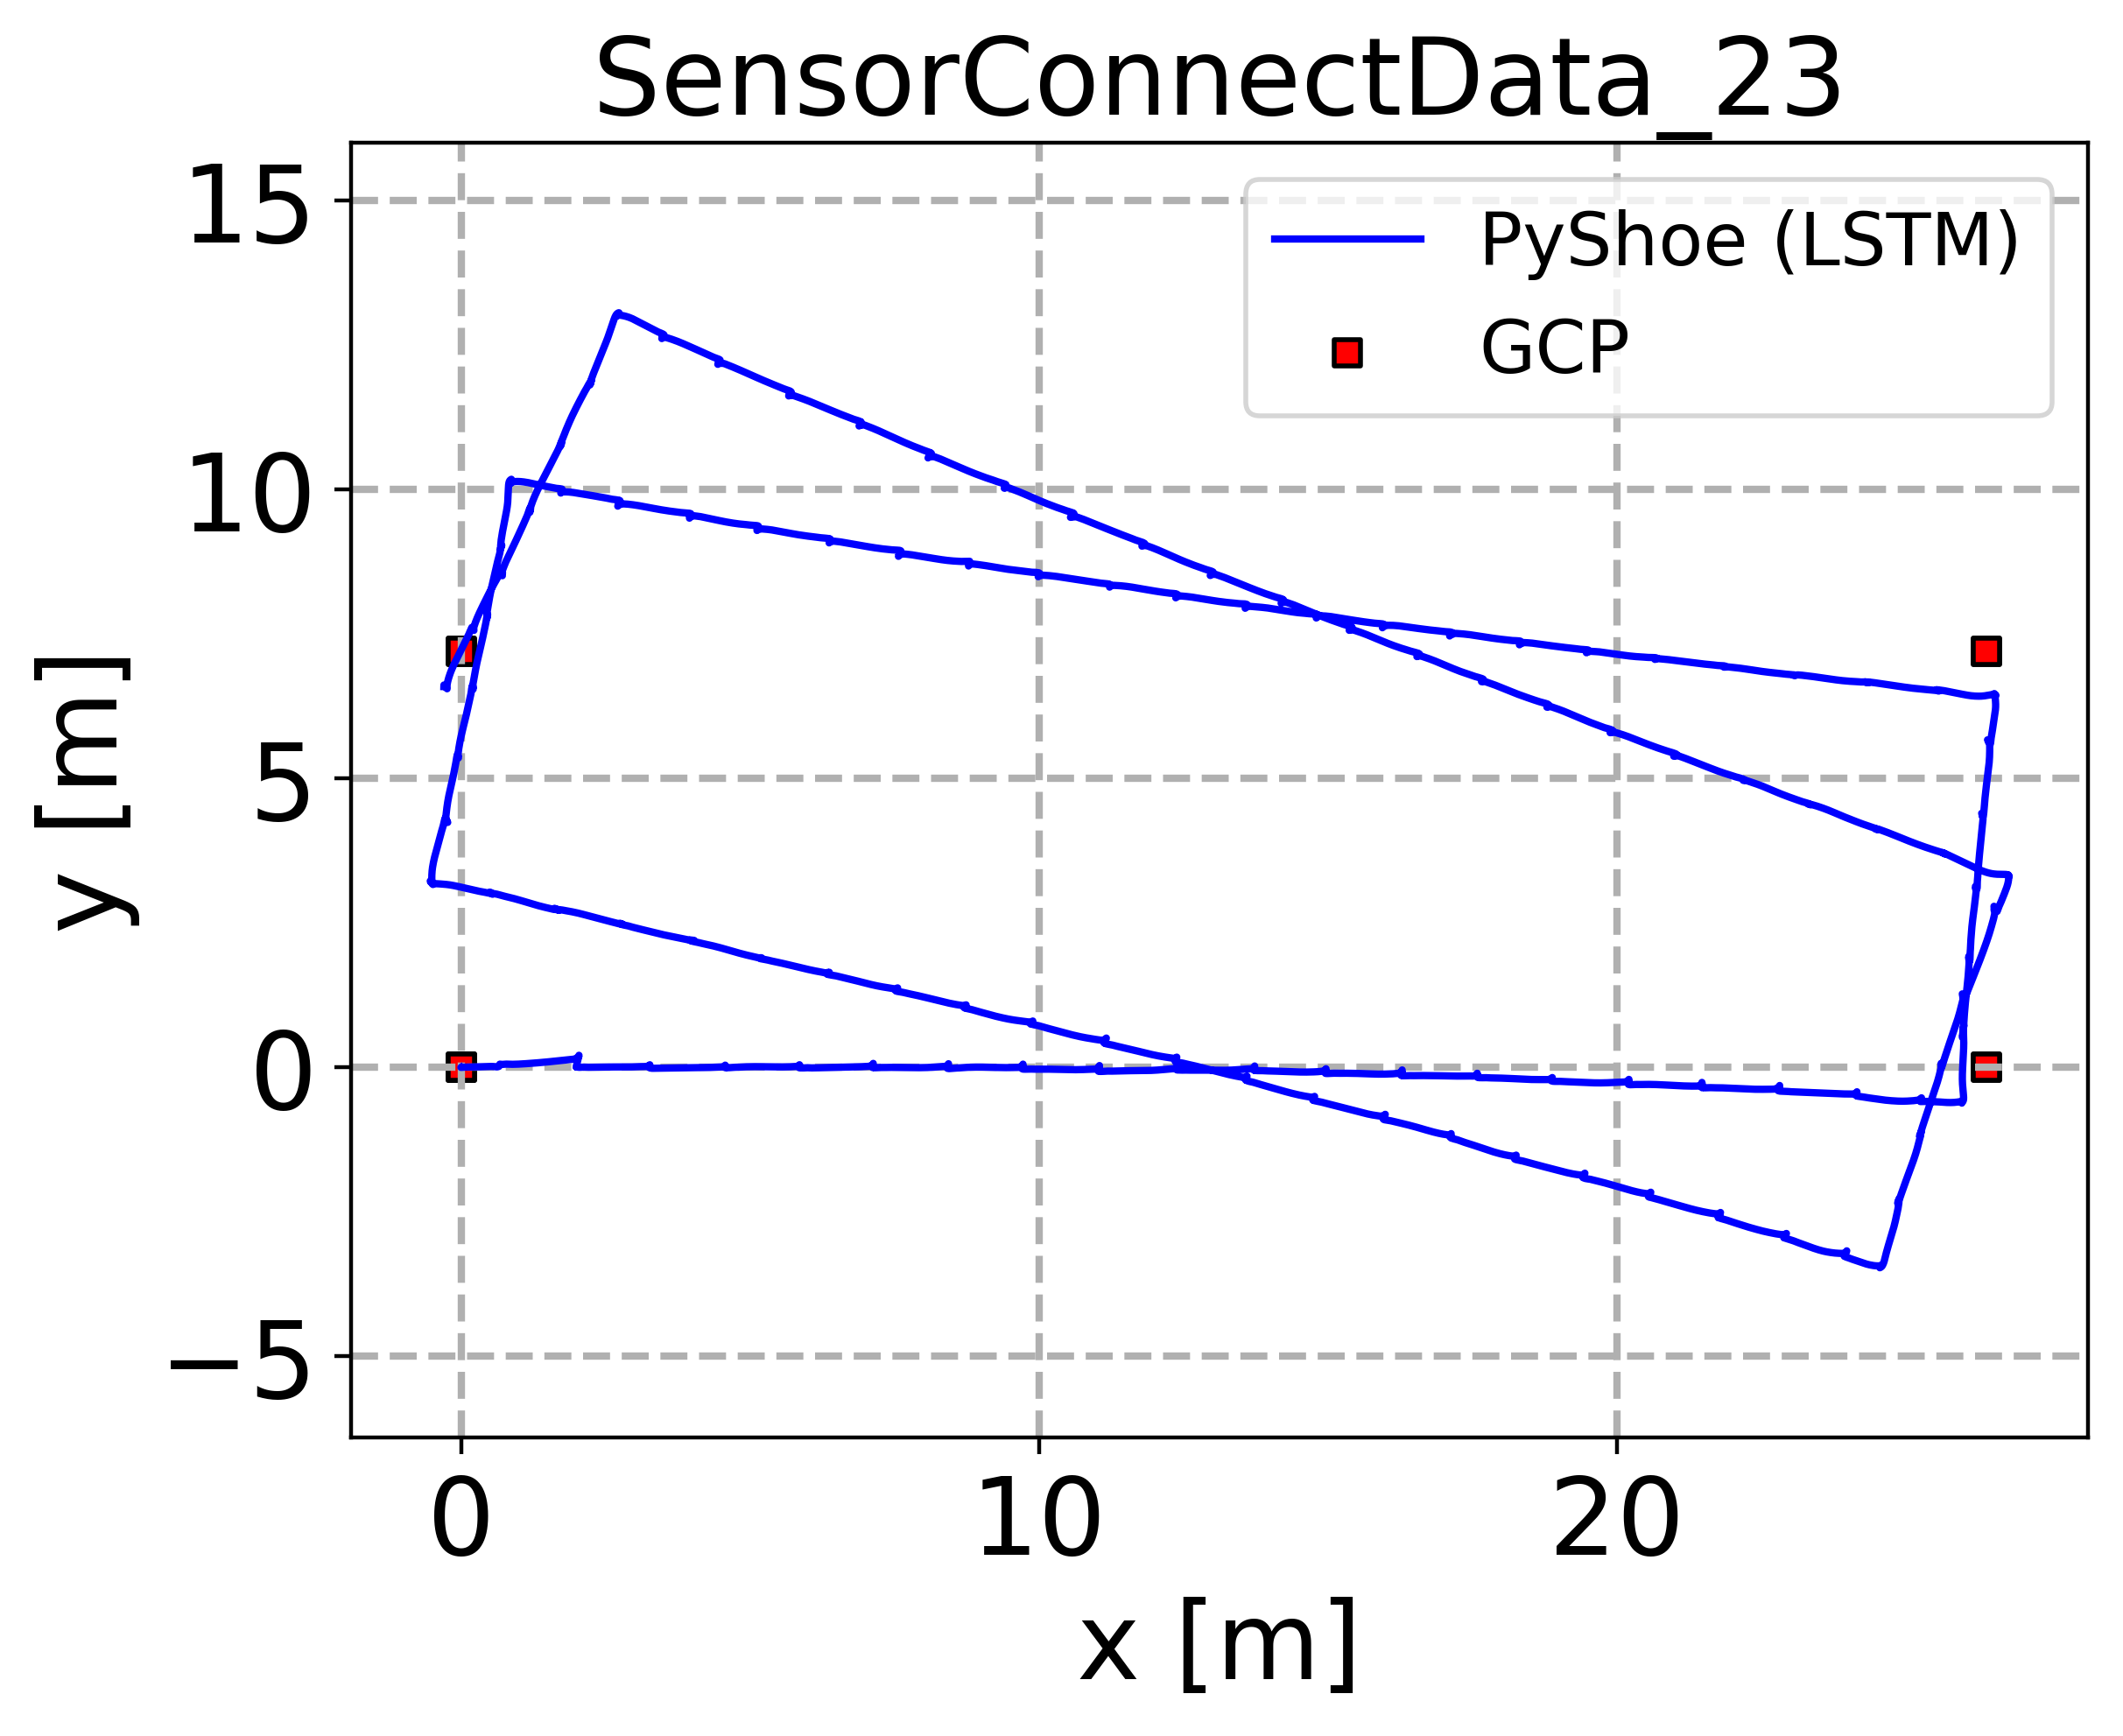 SensorConnectData_23
PyShoe (LSTM)
GCP
15
10
5
0
−5
y [m]
0 10 20
x [m]